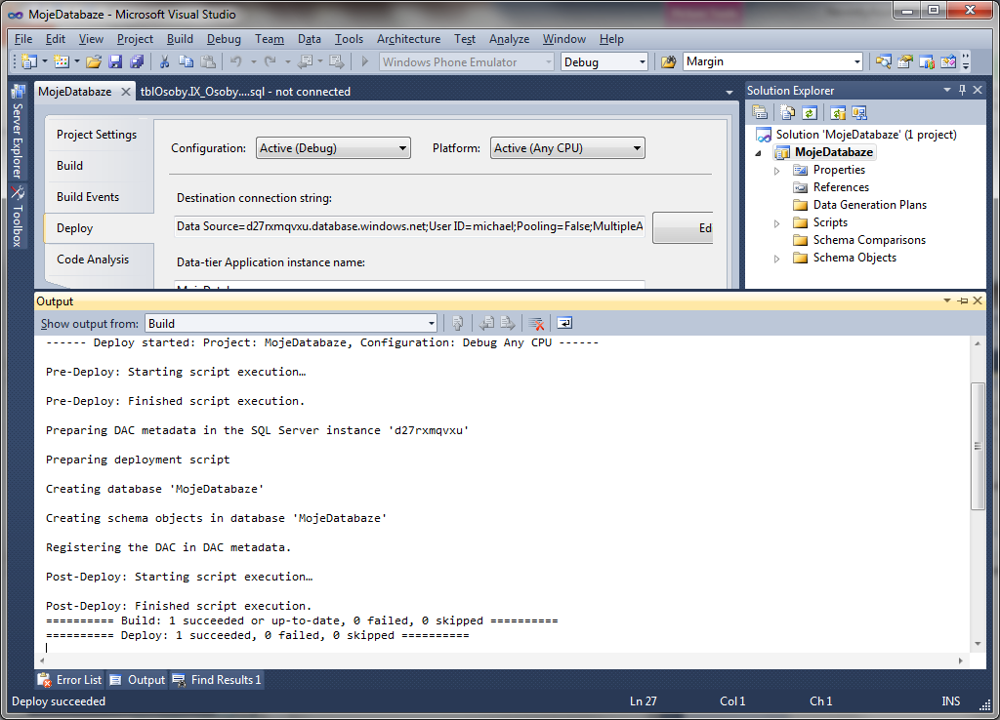 MojeDatabaze - Microsoft Visual Studio
File Edit View Project Build Debug Team Data Tools Architecture Test Analyze Window Help
Windows Phone Emulator Debug Margin
Server Explorer
Toolbox
MojeDatabaze tblOsoby.IX_Osoby....sql - not connected
Project Settings
Build
Build Events
Deploy
Code Analysis
Configuration: Active (Debug) Platform: Active (Any CPU)
Destination connection string:
Data Source=d27rxmqvxu.database.windows.net;User ID=michael;Pooling=False;MultipleA Ed
Data-tier Application instance name:
Solution Explorer
Solution 'MojeDatabaze' (1 project)
MojeDatabaze
Properties
References
Data Generation Plans
Scripts
Schema Comparisons
Schema Objects
Output
Show output from: Build
------ Deploy started: Project: MojeDatabaze, Configuration: Debug Any CPU ------
Pre-Deploy: Starting script execution…
Pre-Deploy: Finished script execution.
Preparing DAC metadata in the SQL Server instance 'd27rxmqvxu'
Preparing deployment script
Creating database 'MojeDatabaze'
Creating schema objects in database 'MojeDatabaze'
Registering the DAC in DAC metadata.
Post-Deploy: Starting script execution…
Post-Deploy: Finished script execution.
========== Build: 1 succeeded or up-to-date, 0 failed, 0 skipped ==========
========== Deploy: 1 succeeded, 0 failed, 0 skipped ==========
Error List Output Find Results 1
Deploy succeeded Ln 27 Col 1 Ch 1 INS